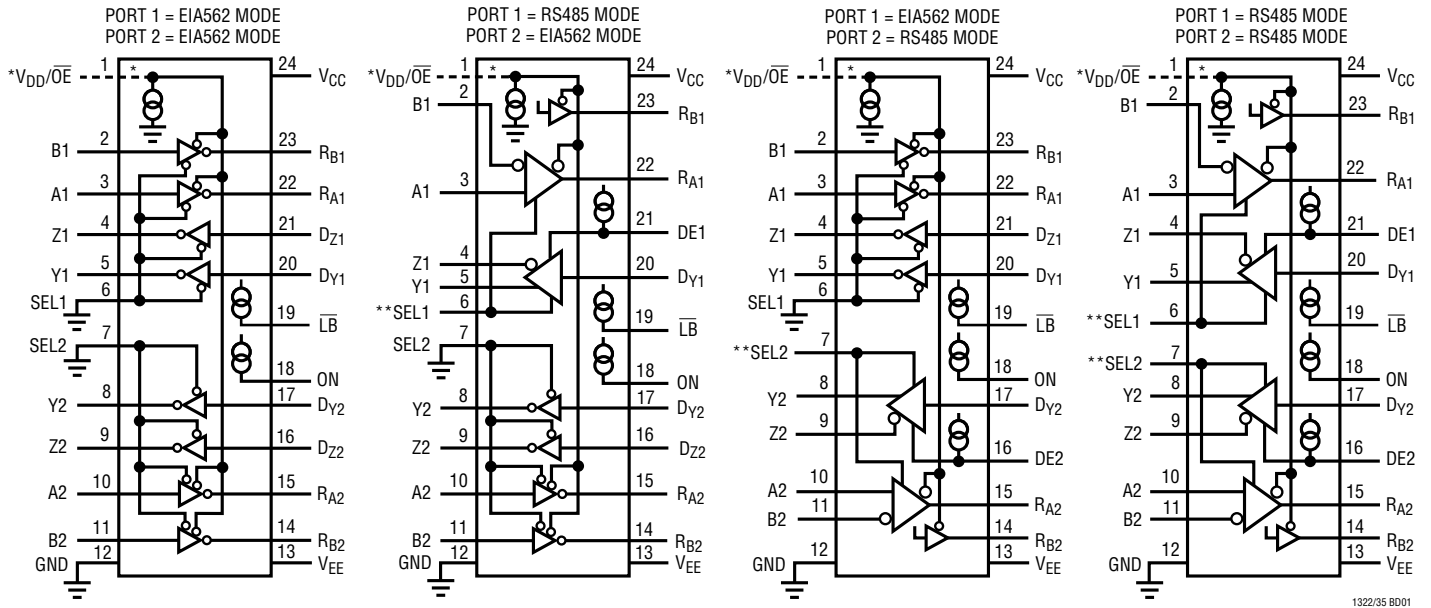 PORT 1 = EIA562 MODE
PORT 2 = EIA562 MODE
*VDD/OE
1
*
24
VCC
B1
2
23
RB1
A1
3
22
RA1
Z1
4
21
DZ1
Y1
5
20
DY1
SEL1
6
19
LB
SEL2
7
18
ON
Y2
8
17
DY2
Z2
9
16
DZ2
A2
10
15
RA2
B2
11
14
RB2
GND
12
13
VEE
PORT 1 = RS485 MODE
PORT 2 = EIA562 MODE
*VDD/OE
1
*
24
VCC
B1
2
23
RB1
A1
3
22
RA1
21
DE1
Z1
4
20
DY1
Y1
5
**SEL1
6
19
LB
SEL2
7
18
ON
Y2
8
17
DY2
Z2
9
16
DZ2
A2
10
15
RA2
B2
11
14
RB2
GND
12
13
VEE
PORT 1 = EIA562 MODE
PORT 2 = RS485 MODE
*VDD/OE
1
*
24
VCC
B1
2
23
RB1
A1
3
22
RA1
Z1
4
21
DZ1
Y1
5
20
DY1
SEL1
6
19
LB
**SEL2
7
18
ON
Y2
8
17
DY2
Z2
9
16
DE2
A2
10
15
RA2
B2
11
14
RB2
GND
12
13
VEE
PORT 1 = RS485 MODE
PORT 2 = RS485 MODE
*VDD/OE
1
*
24
VCC
B1
2
23
RB1
A1
3
22
RA1
Z1
4
21
DE1
Y1
5
20
DY1
**SEL1
6
19
LB
**SEL2
7
18
ON
Y2
8
17
DY2
Z2
9
16
DE2
A2
10
15
RA2
B2
11
14
RB2
GND
12
13
VEE
1322/35 BD01